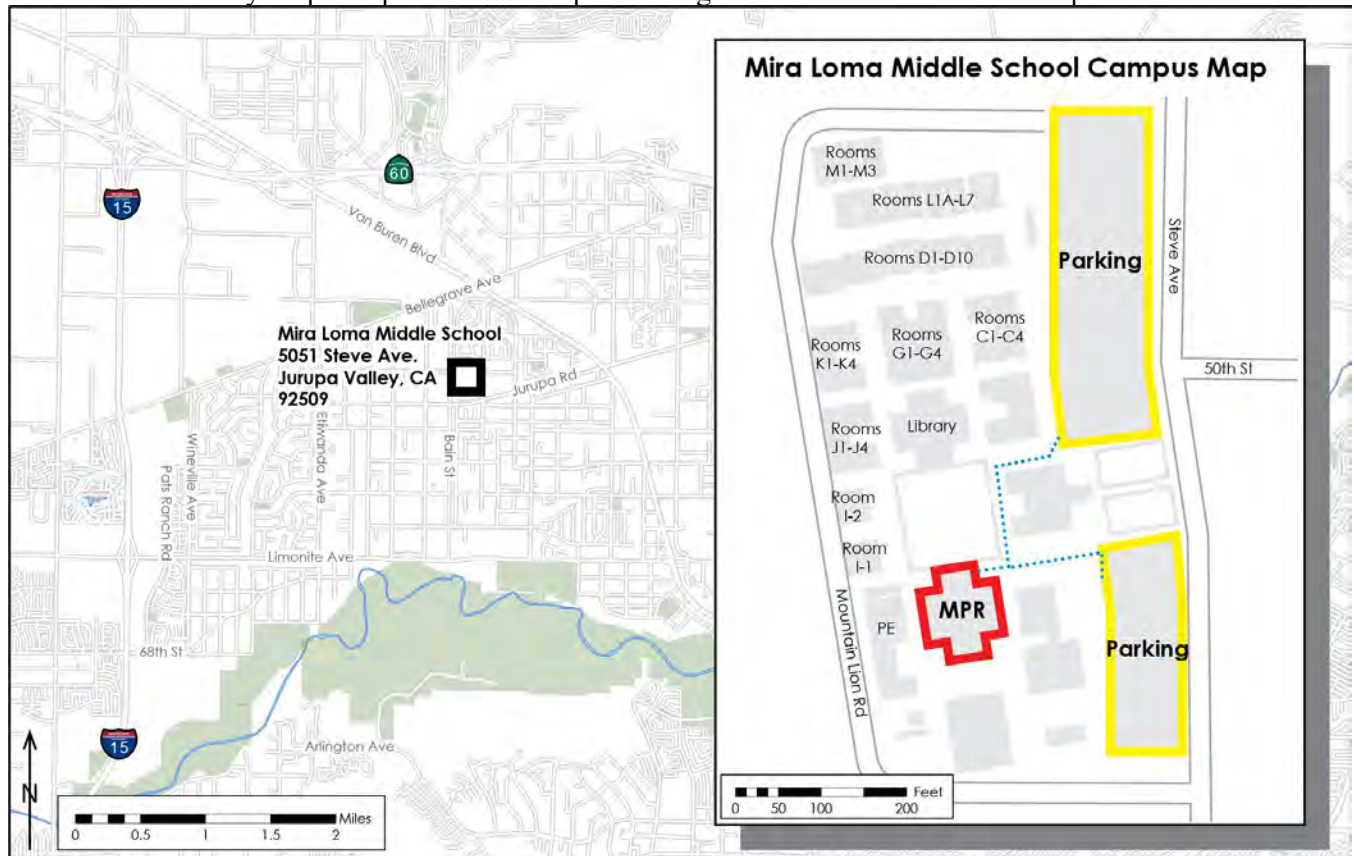 60
15
Van Buren Blvd
Bellegrave Ave
Mira Loma Middle School
5051 Steve Ave.
Jurupa Valley, CA
92509
Jurupa Rd
Etiwanda Ave
Bain St
Wineville Ave
Pats Ranch Rd
Limonite Ave
68th St
15
Arlington Ave
N
Miles
0 0.5 1 1.5 2
Mira Loma Middle School Campus Map
Rooms
M1-M3
Rooms L1A-L7
Rooms D1-D10
Parking
Steve Ave
Rooms
K1-K4
Rooms
G1-G4
Rooms
C1-C4
50th St
Rooms
J1-J4
Library
Room
I-2
Room
I-1
MPR
PE
Mountain Lion Rd
Parking
Feet
0 50 100 200